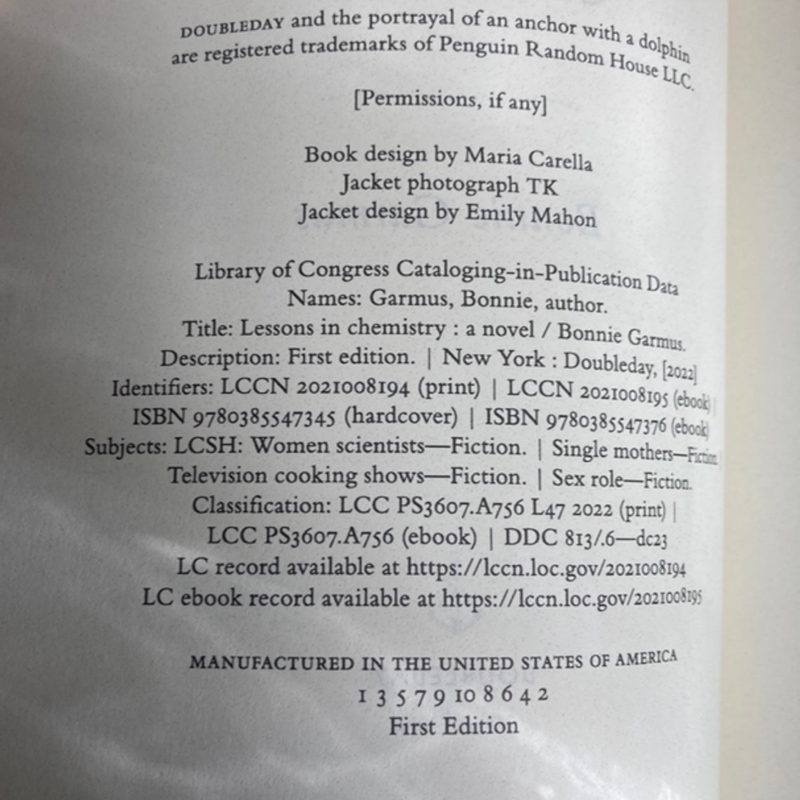 DOUBLEDAY and the portrayal of an anchor with a dolphin
are registered trademarks of Penguin Random House LLC.
[Permissions, if any]
Book design by Maria Carella
Jacket photograph TK
Jacket design by Emily Mahon
Library of Congress Cataloging-in-Publication Data
Names: Garmus, Bonnie, author.
Title: Lessons in chemistry : a novel / Bonnie Garmus.
Description: First edition. | New York : Doubleday, [2022]
Identifiers: LCCN 2021008194 (print) | LCCN 2021008195 (ebook)
ISBN 9780385547345 (hardcover) | ISBN 9780385547376 (ebook)
Subjects: LCSH: Women scientists—Fiction. | Single mothers—Fiction.
Television cooking shows—Fiction. | Sex role—Fiction.
Classification: LCC PS3607.A756 L47 2022 (print) |
LCC PS3607.A756 (ebook) | DDC 813/.6—dc23
LC record available at https://lccn.loc.gov/2021008194
LC ebook record available at https://lccn.loc.gov/2021008195
MANUFACTURED IN THE UNITED STATES OF AMERICA
1 3 5 7 9 10 8 6 4 2
First Edition